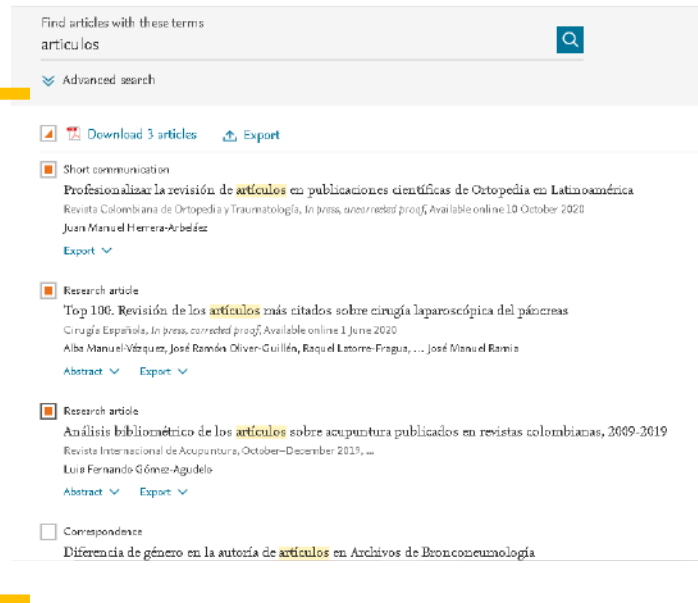 Find articles with these terms
articulos
Advanced search
Download 3 articles Export
Short communication
Profesionalizar la revisión de artículos en publicaciones científicas de Ortopedia en Latinoamérica
Revista Colombiana de Ortopedia y Traumatología, In press, uncorrected proof, Available online 10 October 2020
Juan Manuel Herrera-Arbeláez
Export
Research article
Top 100. Revisión de los artículos más citados sobre cirugía laparoscópica del páncreas
Cirugía Española, In press, corrected proof, Available online 1 June 2020
Alba Manuel-Vázquez, José Ramón Oliver-Guillén, Raquel Latorre-Fragua, ... José Manuel Ramia
Abstract Export
Research article
Análisis bibliométrico de los artículos sobre acupuntura publicados en revistas colombianas, 2009-2019
Revista Internacional de Acupuntura, October–December 2019, ...
Luis Fernando Gómez-Agudelo
Abstract Export
Correspondence
Diferencia de género en la autoría de artículos en Archivos de Bronconeumología